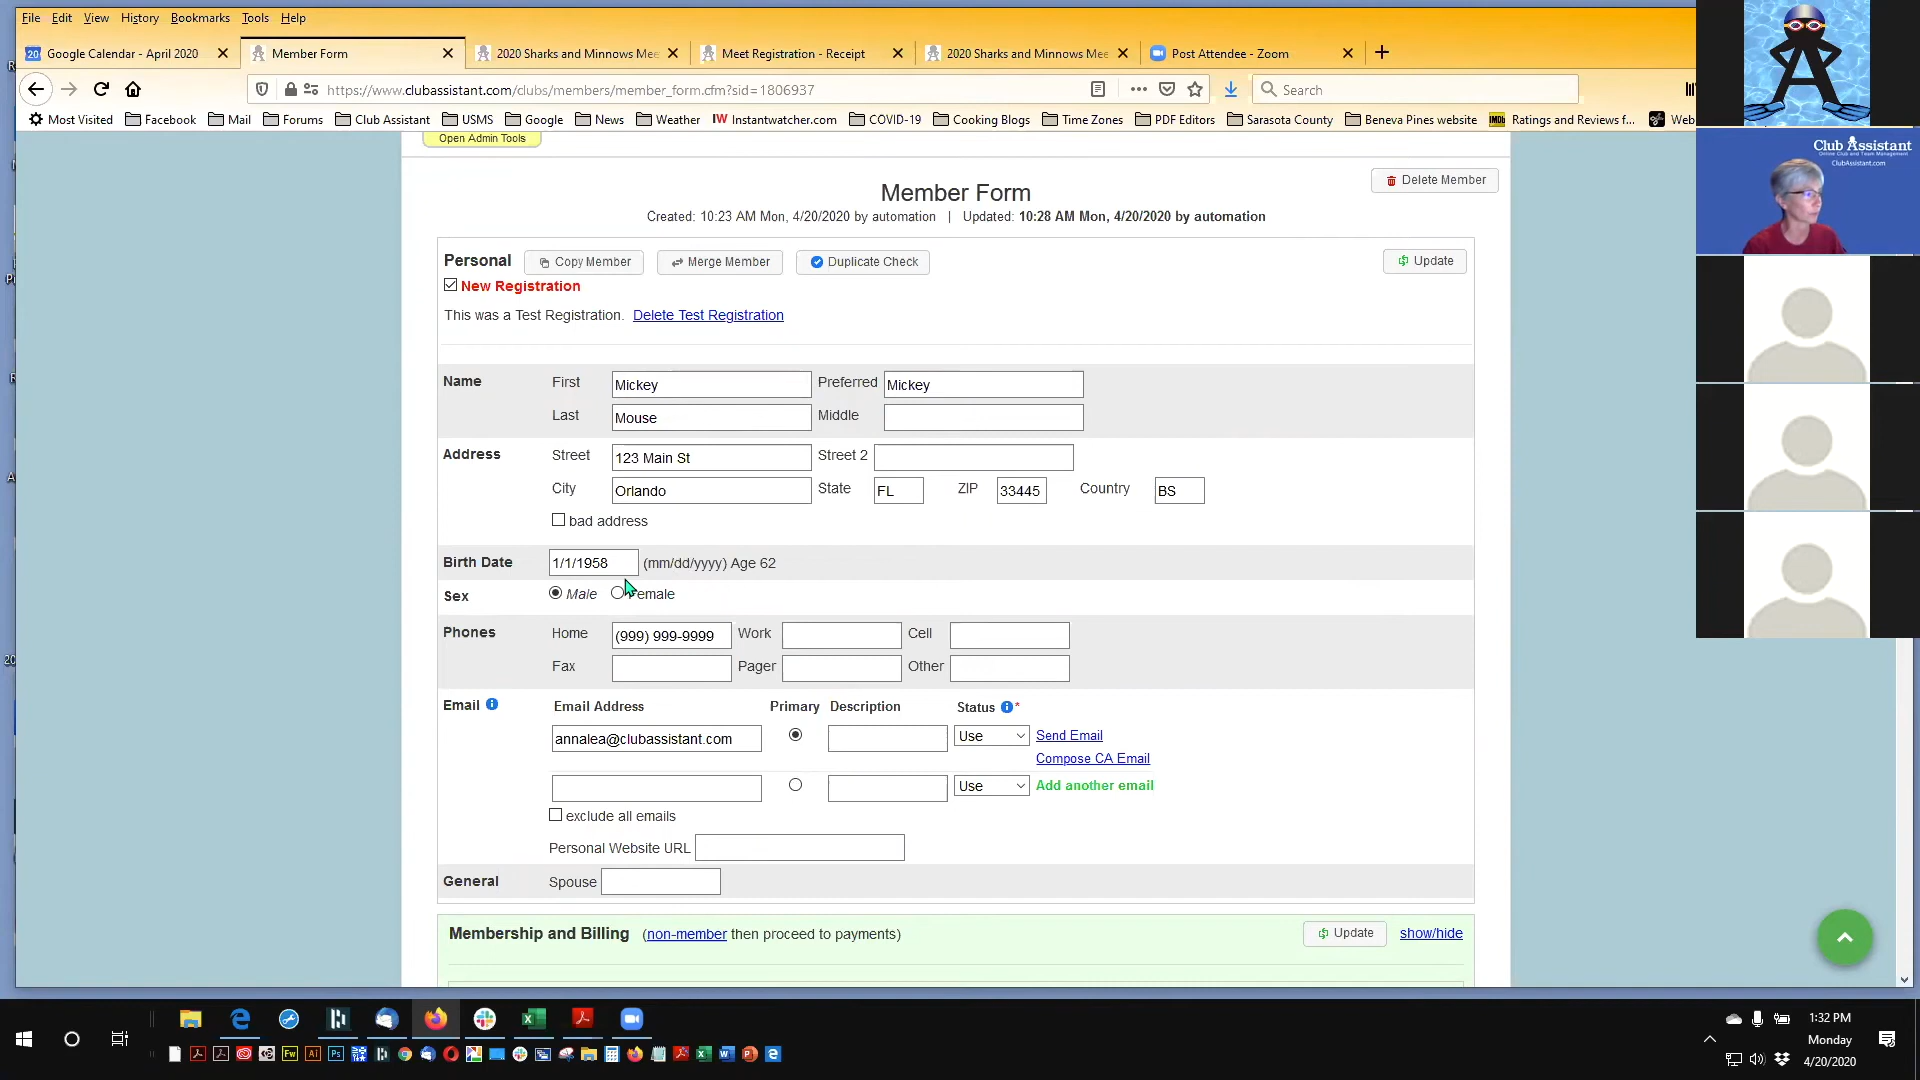 File Edit View History Bookmarks Tools Help
Google Calendar - April 2020
Member Form
2020 Sharks and Minnows Mee
Meet Registration - Receipt
2020 Sharks and Minnows Mee
Post Attendee - Zoom
https://www.clubassistant.com/clubs/members/member_form.cfm?sid=1806937
Search
Most Visited Facebook Mail Forums Club Assistant USMS Google News Weather Instantwatcher.com COVID-19 Cooking Blogs Time Zones PDF Editors Sarasota County Beneva Pines website Ratings and Reviews f... Web
Open Admin Tools
Club Assistant
Online Club and Team Management
ClubAssistant.com
Delete Member
Member Form
Created: 10:23 AM Mon, 4/20/2020 by automation | Updated: 10:28 AM Mon, 4/20/2020 by automation
Personal Copy Member Merge Member Duplicate Check Update
New Registration
This was a Test Registration. Delete Test Registration
Name First Mickey Preferred Mickey
Last Mouse Middle
Address Street 123 Main St Street 2
City Orlando State FL ZIP 33445 Country BS
bad address
Birth Date 1/1/1958 (mm/dd/yyyy) Age 62
Sex Male Female
Phones Home (999) 999-9999 Work Cell
Fax Pager Other
Email Email Address Primary Description Status *
annalea@clubassistant.com Use Send Email
Compose CA Email
Use Add another email
exclude all emails
Personal Website URL
General Spouse
Membership and Billing (non-member then proceed to payments) Update show/hide
1:32 PM
Monday
4/20/2020